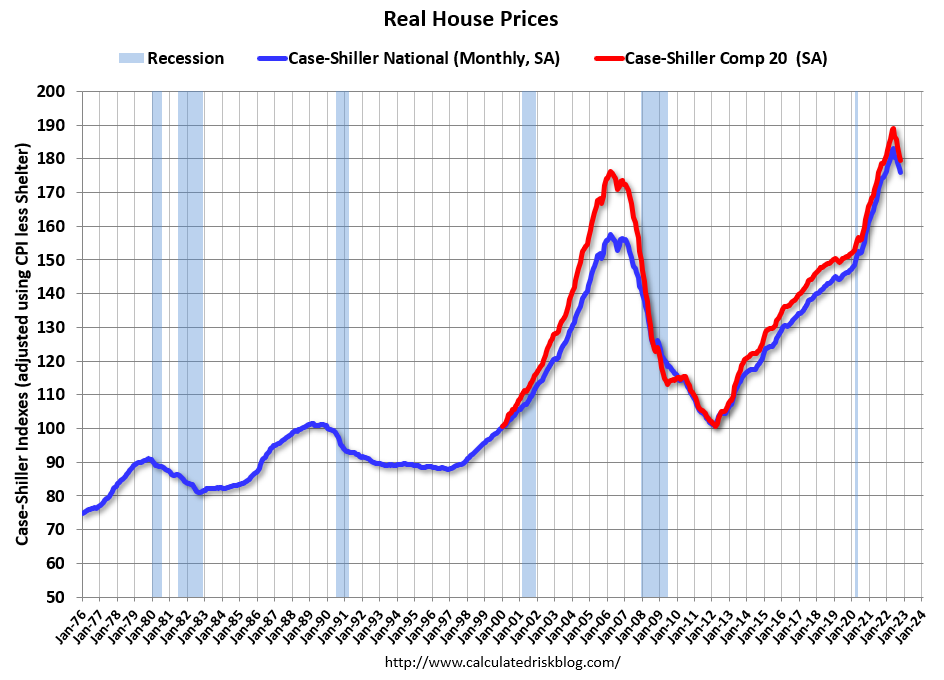 Real House Prices
Recession Case-Shiller National (Monthly, SA) Case-Shiller Comp 20 (SA)
Case-Shiller Indexes (adjusted using CPI less Shelter)
200
190
180
170
160
150
140
130
120
110
100
90
80
70
60
50
Jan-76
Jan-77
Jan-78
Jan-79
Jan-80
Jan-81
Jan-82
Jan-83
Jan-84
Jan-85
Jan-86
Jan-87
Jan-88
Jan-89
Jan-90
Jan-91
Jan-92
Jan-93
Jan-94
Jan-95
Jan-96
Jan-97
Jan-98
Jan-99
Jan-00
Jan-01
Jan-02
Jan-03
Jan-04
Jan-05
Jan-06
Jan-07
Jan-08
Jan-09
Jan-10
Jan-11
Jan-12
Jan-13
Jan-14
Jan-15
Jan-16
Jan-17
Jan-18
Jan-19
Jan-20
Jan-21
Jan-22
Jan-23
Jan-24
http://www.calculatedriskblog.com/